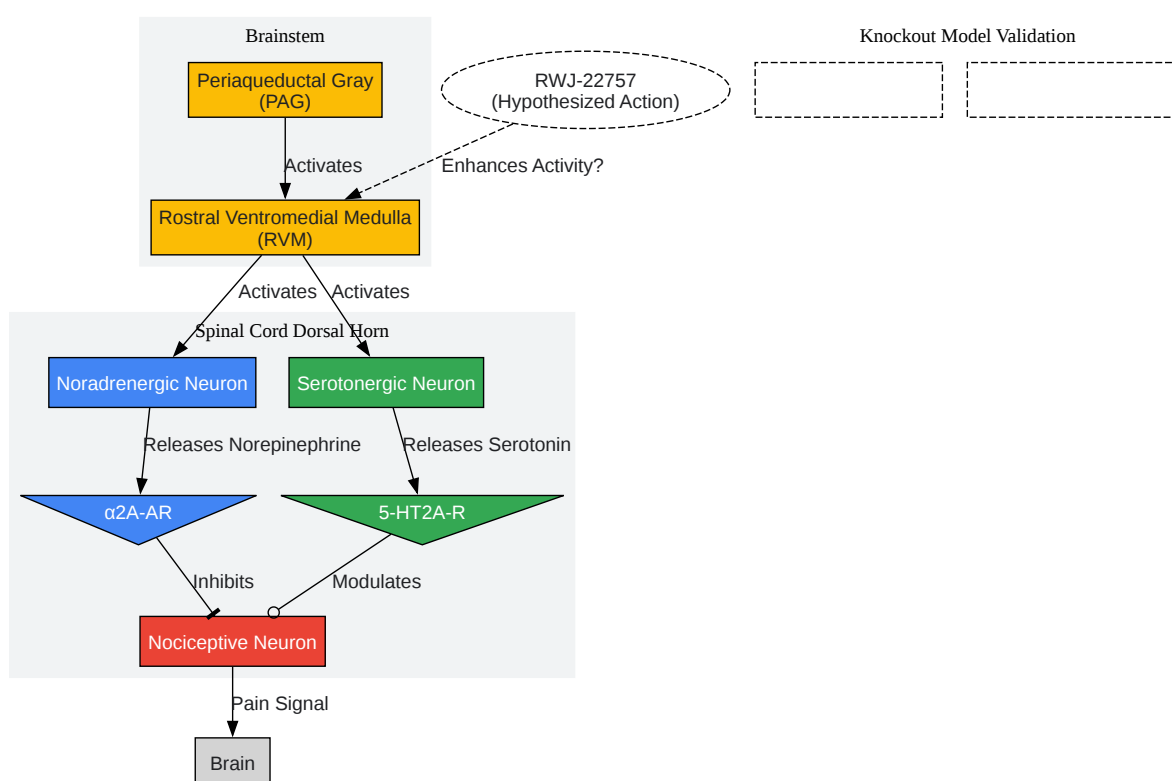 Brainstem
Knockout Model Validation
Periaqueductal Gray
(PAG)
RWJ-22757
(Hypothesized Action)
Activates
Enhances Activity?
Rostral Ventromedial Medulla
(RVM)
Activates
Activates
Spinal Cord Dorsal Horn
Noradrenergic Neuron
Serotonergic Neuron
Releases Norepinephrine
Releases Serotonin
α2A-AR
5-HT2A-R
Inhibits
Modulates
Nociceptive Neuron
Pain Signal
Brain